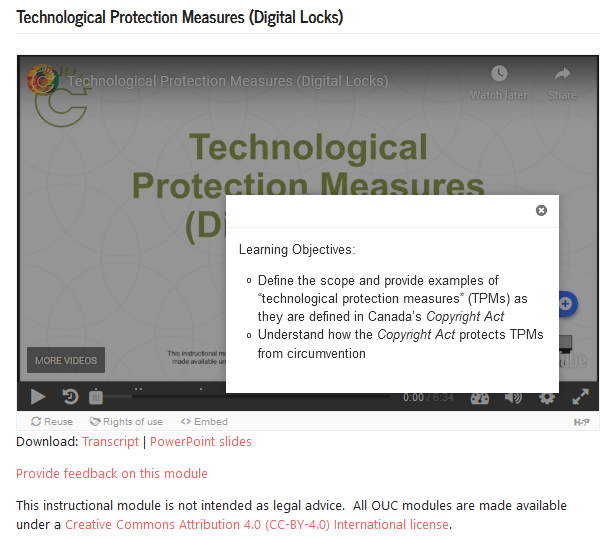 Technological Protection Measures (Digital Locks)
Technological Protection Measures (Digital Locks)
Watch later
Share
Technological
Protection Measures
(D
Learning Objectives:
Define the scope and provide examples of
“technological protection measures” (TPMs) as
they are defined in Canada’s Copyright Act
Understand how the Copyright Act protects TPMs
from circumvention
MORE VIDEOS
This instructional m
made available un
0:00 / 6:34
Reuse
Rights of use
<> Embed
H-P
Download: Transcript | PowerPoint slides
Provide feedback on this module
This instructional module is not intended as legal advice. All OUC modules are made available
under a Creative Commons Attribution 4.0 (CC-BY-4.0) International license.